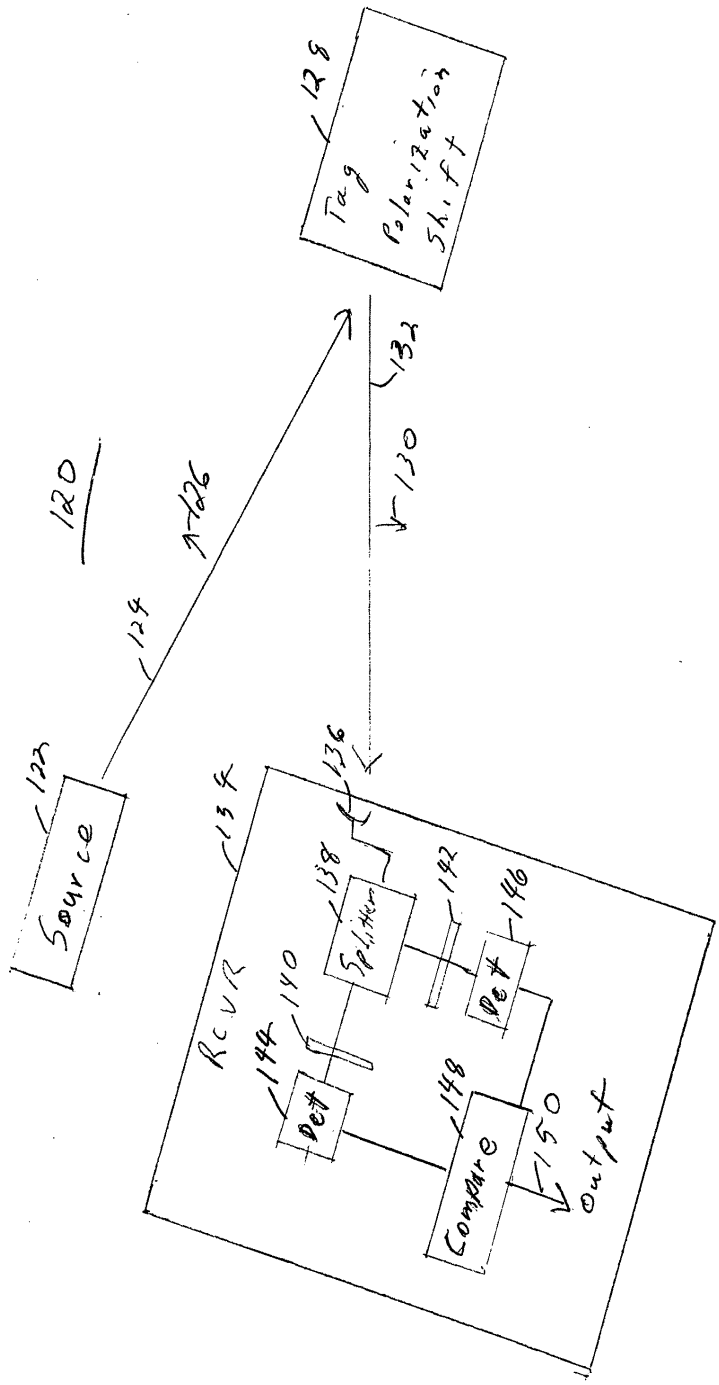 120
122
Source
124
126
128
Tag
Polarization
Shift
132
130
134
RCVR
136
138
Splitter
140
144
Det
142
146
Det
148
Compare
150
Output